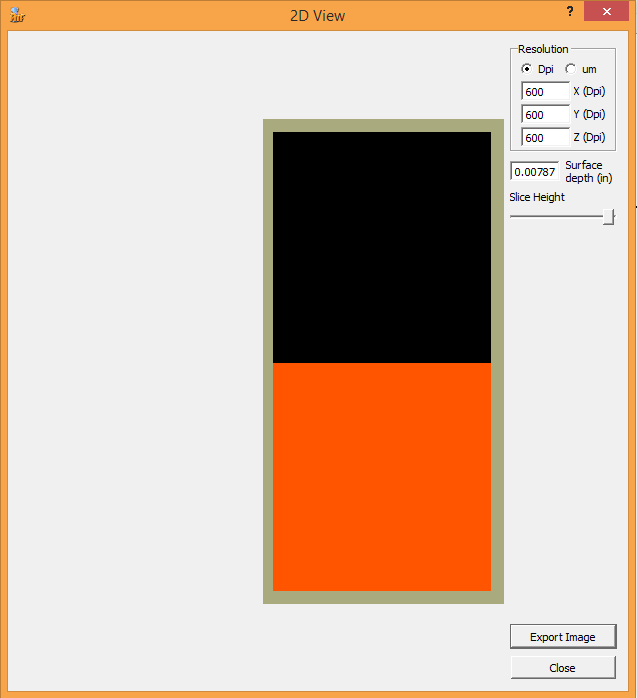 2D View
?
Resolution
Dpi
um
600 X (Dpi)
600 Y (Dpi)
600 Z (Dpi)
0.00787 Surface
depth (in)
Slice Height
Export Image
Close